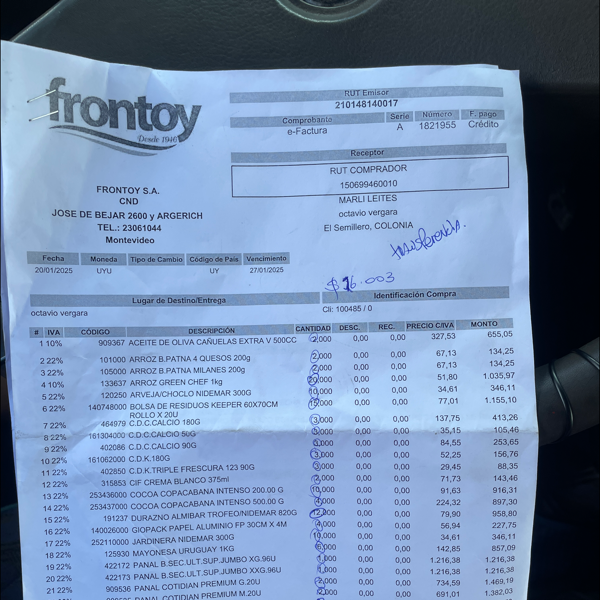 frontoy
Desde 1940
FRONTOY S.A.
CND
JOSE DE BEJAR 2600 y ARGERICH
TEL.: 23061044
Montevideo
RUT Emisor
210148140017
Comprobante Serie Número F. pago
e-Factura A 1821955 Crédito
Receptor
RUT COMPRADOR
150699460010
MARLI LEITES
octavio vergara
El Semillero, COLONIA
transferencia.
Fecha Moneda Tipo de Cambio Código de País Vencimiento
20/01/2025 UYU UY 27/01/2025
$ 16.003
Lugar de Destino/Entrega Identificación Compra
octavio vergara Cli: 100485 / 0
# IVA CÓDIGO DESCRIPCIÓN CANTIDAD DESC. REC. PRECIO C/IVA MONTO
1 10% 909367 ACEITE DE OLIVA CAÑUELAS EXTRA V 500CC 2,000 0,00 0,00 327,53 655,05
2 22% 101000 ARROZ B.PATNA 4 QUESOS 200g 2,000 0,00 0,00 67,13 134,25
3 22% 105000 ARROZ B.PATNA MILANES 200g 2,000 0,00 0,00 67,13 134,25
4 10% 133637 ARROZ GREEN CHEF 1kg 20,000 0,00 0,00 51,80 1.035,97
5 22% 120250 ARVEJA/CHOCLO NIDEMAR 300G 10,000 0,00 0,00 34,61 346,11
6 22% 140748000 BOLSA DE RESIDUOS KEEPER 60X70CM 15,000 0,00 0,00 77,01 1.155,10
ROLLO X 20U
7 22% 464979 C.D.C.CALCIO 180G 3,000 0,00 0,00 137,75 413,26
8 22% 161304000 C.D.C.CALCIO 50G 3,000 0,00 0,00 35,15 105,46
9 22% 402086 C.D.C.CALCIO 90G 3,000 0,00 0,00 84,55 253,65
10 22% 161062000 C.D.K.180G 3,000 0,00 0,00 52,25 156,76
11 22% 402850 C.D.K.TRIPLE FRESCURA 123 90G 3,000 0,00 0,00 29,45 88,35
12 22% 315853 CIF CREMA BLANCO 375ml 2,000 0,00 0,00 71,73 143,46
13 22% 253436000 COCOA COPACABANA INTENSO 200.00 G 10,000 0,00 0,00 91,63 916,31
14 22% 253437000 COCOA COPACABANA INTENSO 500.00 G 4,000 0,00 0,00 224,32 897,30
15 22% 191237 DURAZNO ALMIBAR TROFEO/NIDEMAR 820G 12,000 0,00 0,00 79,90 958,80
16 22% 140026000 GIOPACK PAPEL ALUMINIO FP 30CM X 4M 4,000 0,00 0,00 56,94 227,75
17 22% 252110000 JARDINERA NIDEMAR 300G 10,000 0,00 0,00 34,61 346,11
18 22% 125930 MAYONESA URUGUAY 1KG 6,000 0,00 0,00 142,85 857,09
19 22% 422172 PANAL B.SEC.ULT.SUP.JUMBO XG.96U 1,000 0,00 0,00 1.216,38 1.216,38
20 22% 422173 PANAL B.SEC.ULT.SUP.JUMBO XXG.96U 1,000 0,00 0,00 1.216,38 1.216,38
21 22% 909536 PANAL COTIDIAN PREMIUM G.20U 2,000 0,00 0,00 734,59 1.469,19
PANAL COTIDIAN PREMIUM M.20U 2,000 0,00 0,00 691,01 1.382,03